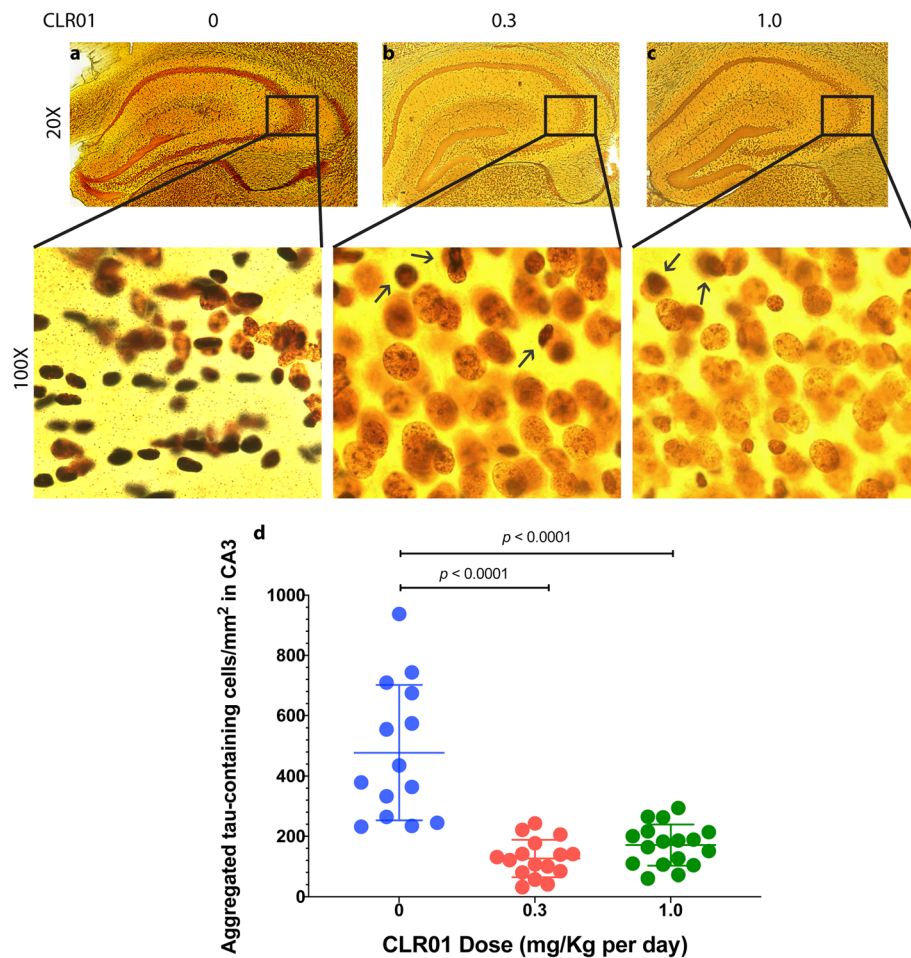 CLR01 0 0.3 1.0
a b c
20X
100X
d
p < 0.0001
p < 0.0001
Aggregated tau-containing cells/mm² in CA3
1000
800
600
400
200
0
0 0.3 1.0
CLR01 Dose (mg/Kg per day)